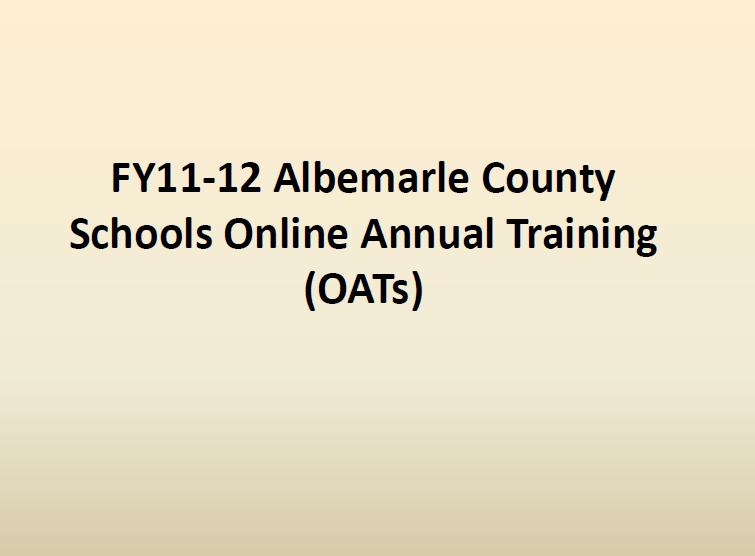 FY11-12 Albemarle County
Schools Online Annual Training
(OATs)